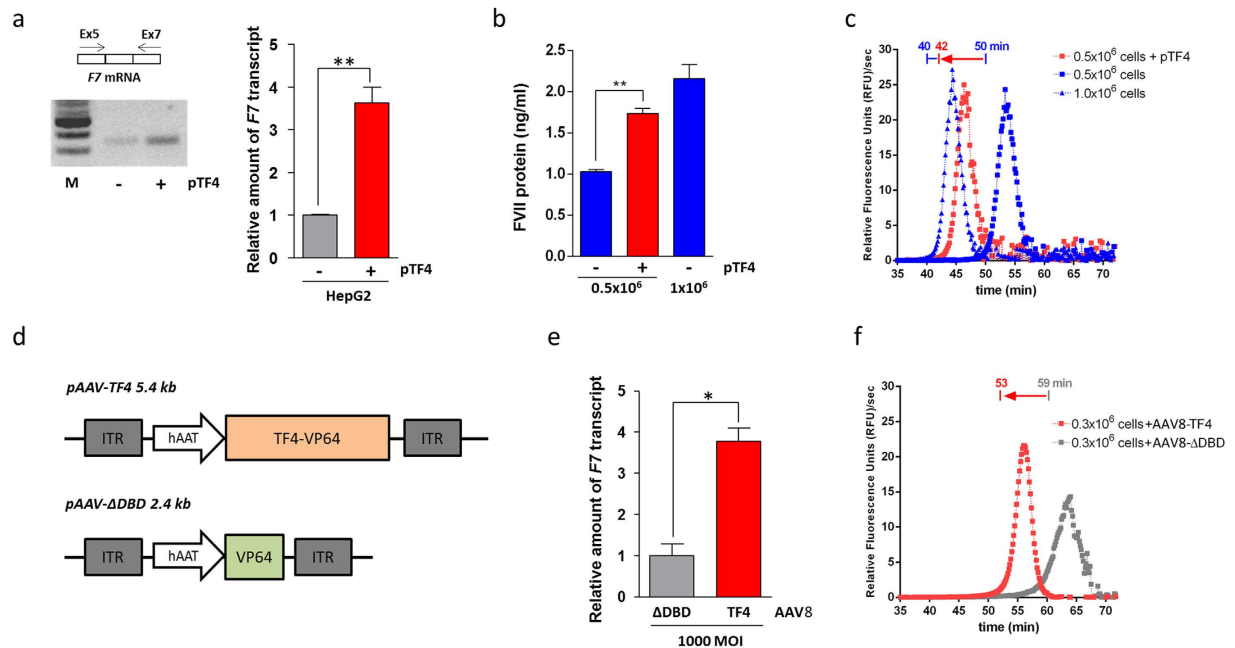 a
Ex5 Ex7
F7 mRNA
M - + pTF4
Relative amount of F7 transcript
5
4
3
2
1
0
**
- + pTF4
HepG2
b
FVII protein (ng/ml)
2.5
2.0
1.5
1.0
0.5
0.0
**
- + - pTF4
0.5x10⁶ 1x10⁶
c
40 42 50 min
0.5x10⁶ cells + pTF4
0.5x10⁶ cells
1.0x10⁶ cells
Relative Fluorescence Units (RFU)/sec
30
25
20
15
10
5
0
35 40 45 50 55 60 65 70
time (min)
d
pAAV-TF4 5.4 kb
ITR hAAT TF4-VP64 ITR
pAAV-ΔDBD 2.4 kb
ITR hAAT VP64 ITR
e
Relative amount of F7 transcript
5
4
3
2
1
0
*
ΔDBD TF4 AAV8
1000 MOI
f
53 59 min
0.3x10⁶ cells+AAV8-TF4
0.3x10⁶ cells+AAV8-ΔDBD
Relative Fluorescence Units (RFU)/sec
30
25
20
15
10
5
0
35 40 45 50 55 60 65 70
time (min)